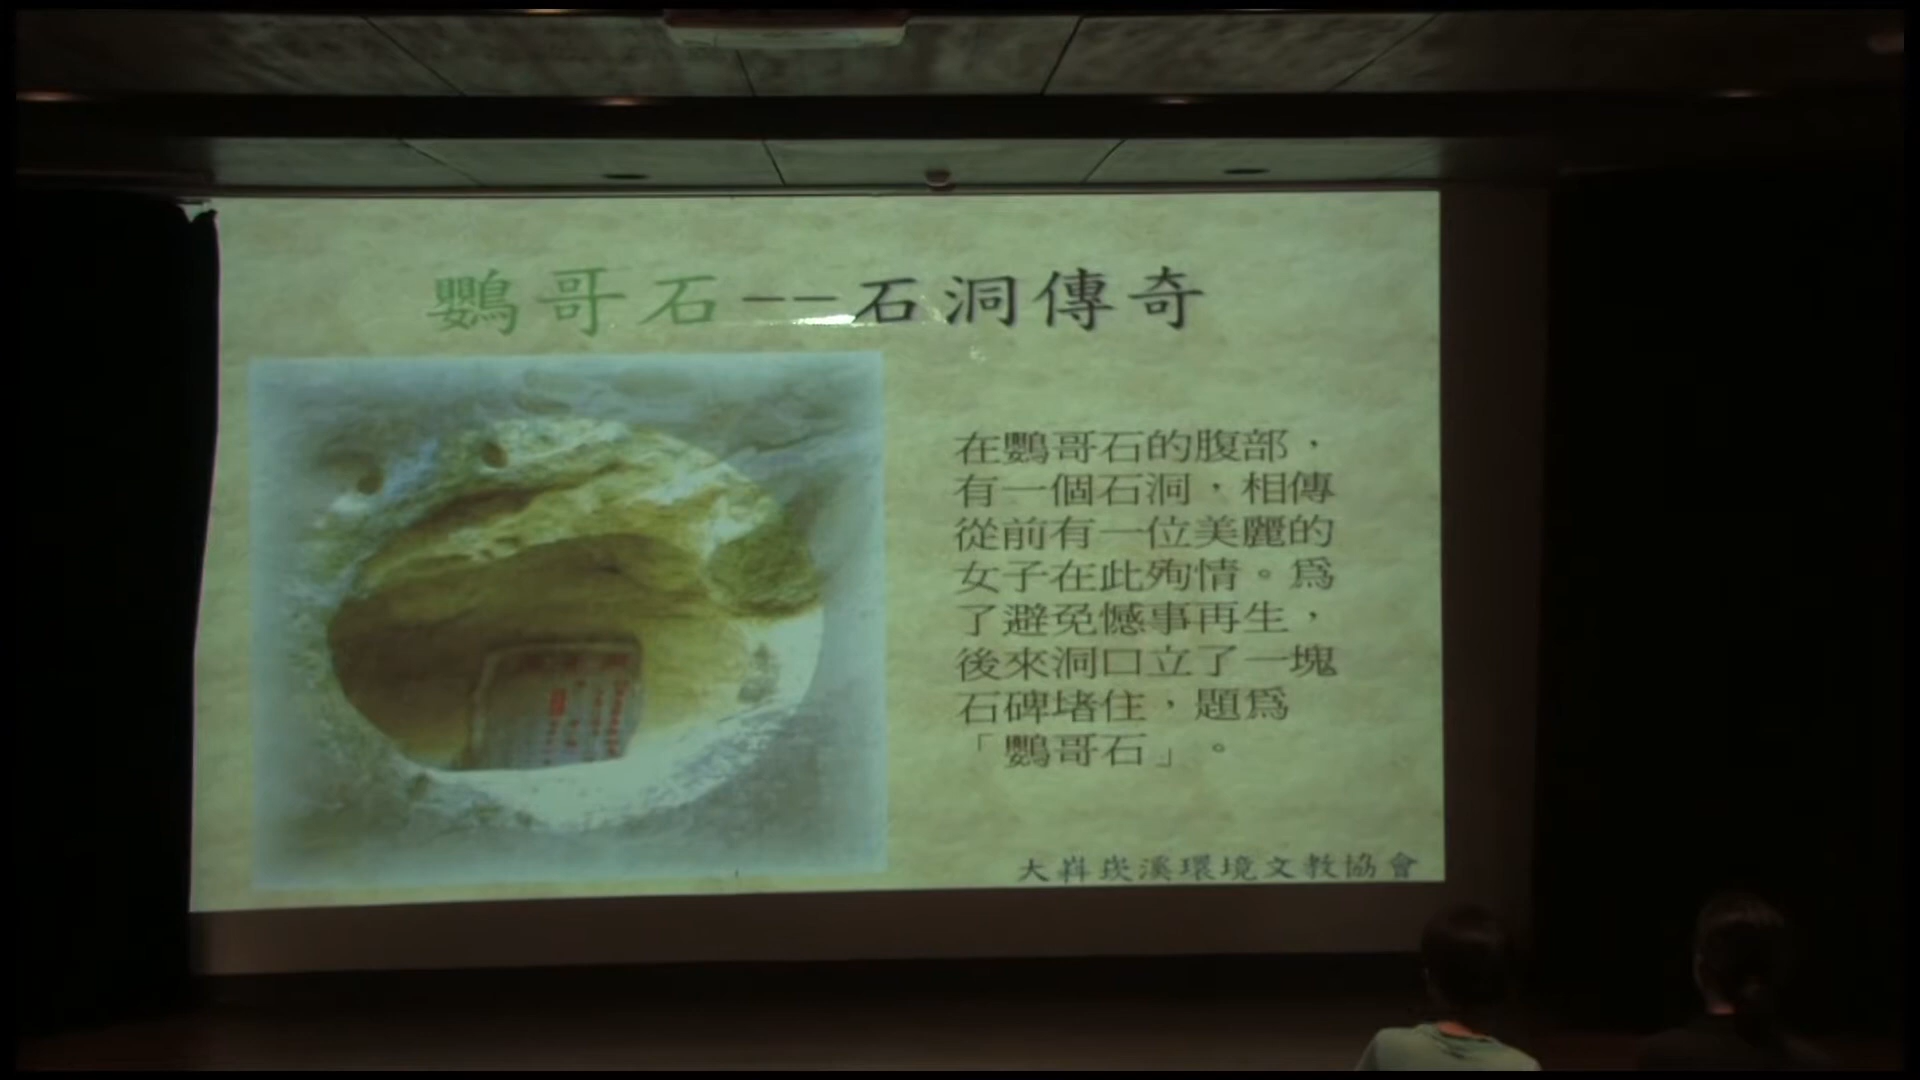 鸚哥石--石洞傳奇
在鸚哥石的腹部，
有一個石洞，相傳
從前有一位美麗的
女子在此殉情。為
了避免憾事再生，
後來洞口立了一塊
石碑堵住，題為
「鸚哥石」。
大嵙崁溪環境文教協會